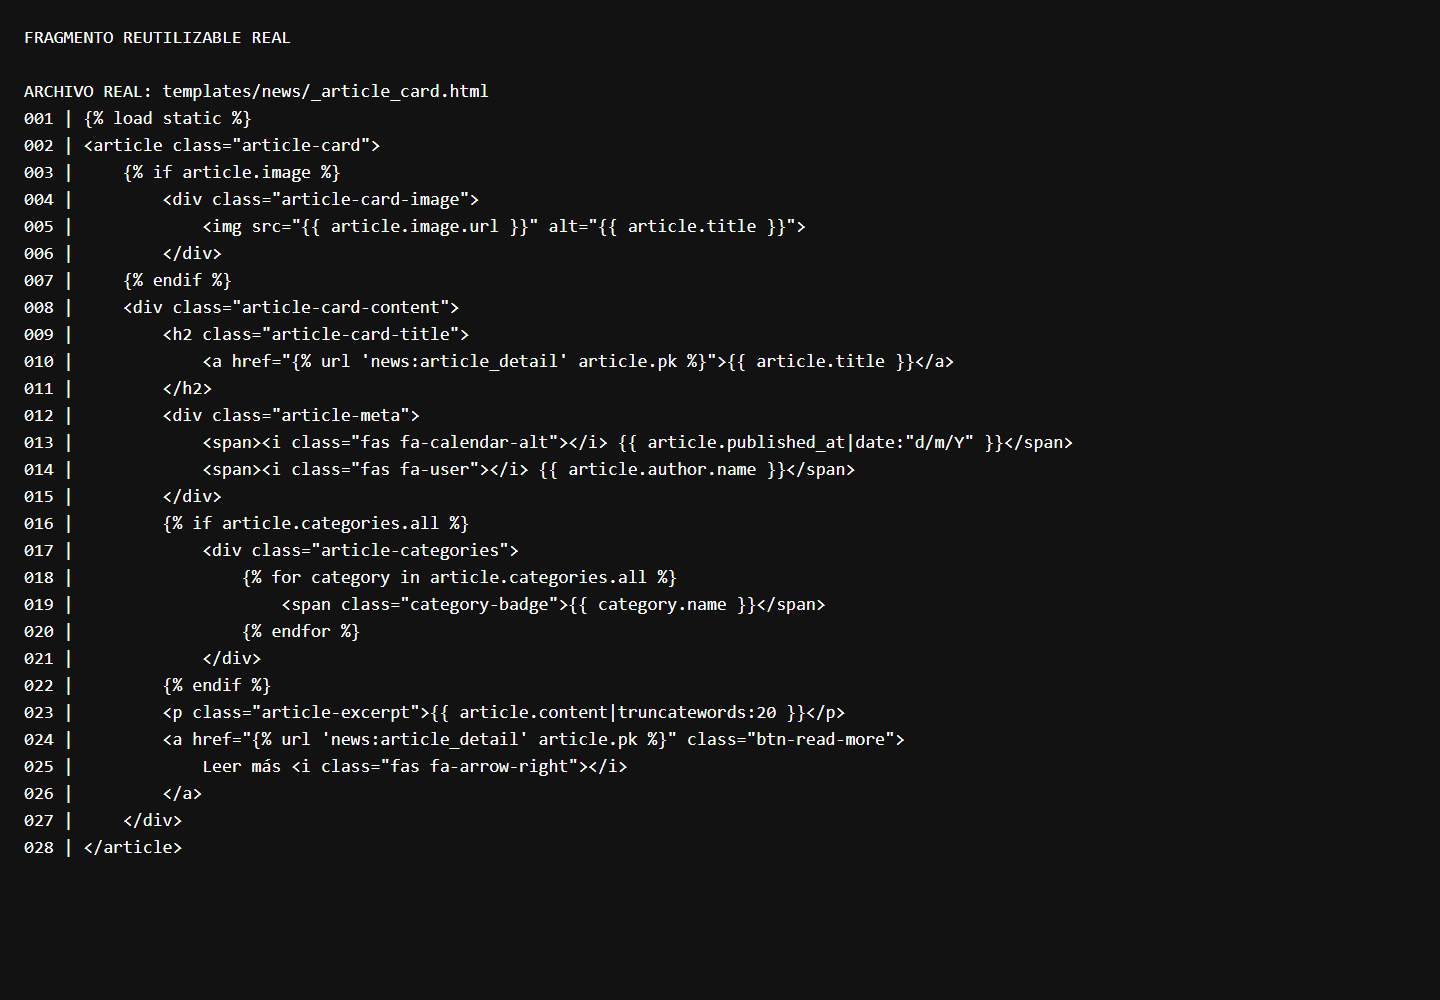 FRAGMENTO REUTILIZABLE REAL

ARCHIVO REAL: templates/news/_article_card.html
001 | {% load static %}
002 | <article class="article-card">
003 |     {% if article.image %}
004 |         <div class="article-card-image">
005 |             <img src="{{ article.image.url }}" alt="{{ article.title }}">
006 |         </div>
007 |     {% endif %}
008 |     <div class="article-card-content">
009 |         <h2 class="article-card-title">
010 |             <a href="{% url 'news:article_detail' article.pk %}">{{ article.title }}</a>
011 |         </h2>
012 |         <div class="article-meta">
013 |             <span><i class="fas fa-calendar-alt"></i> {{ article.published_at|date:"d/m/Y" }}</span>
014 |             <span><i class="fas fa-user"></i> {{ article.author.name }}</span>
015 |         </div>
016 |         {% if article.categories.all %}
017 |             <div class="article-categories">
018 |                 {% for category in article.categories.all %}
019 |                     <span class="category-badge">{{ category.name }}</span>
020 |                 {% endfor %}
021 |             </div>
022 |         {% endif %}
023 |         <p class="article-excerpt">{{ article.content|truncatewords:20 }}</p>
024 |         <a href="{% url 'news:article_detail' article.pk %}" class="btn-read-more">
025 |             Leer más <i class="fas fa-arrow-right"></i>
026 |         </a>
027 |     </div>
028 | </article>